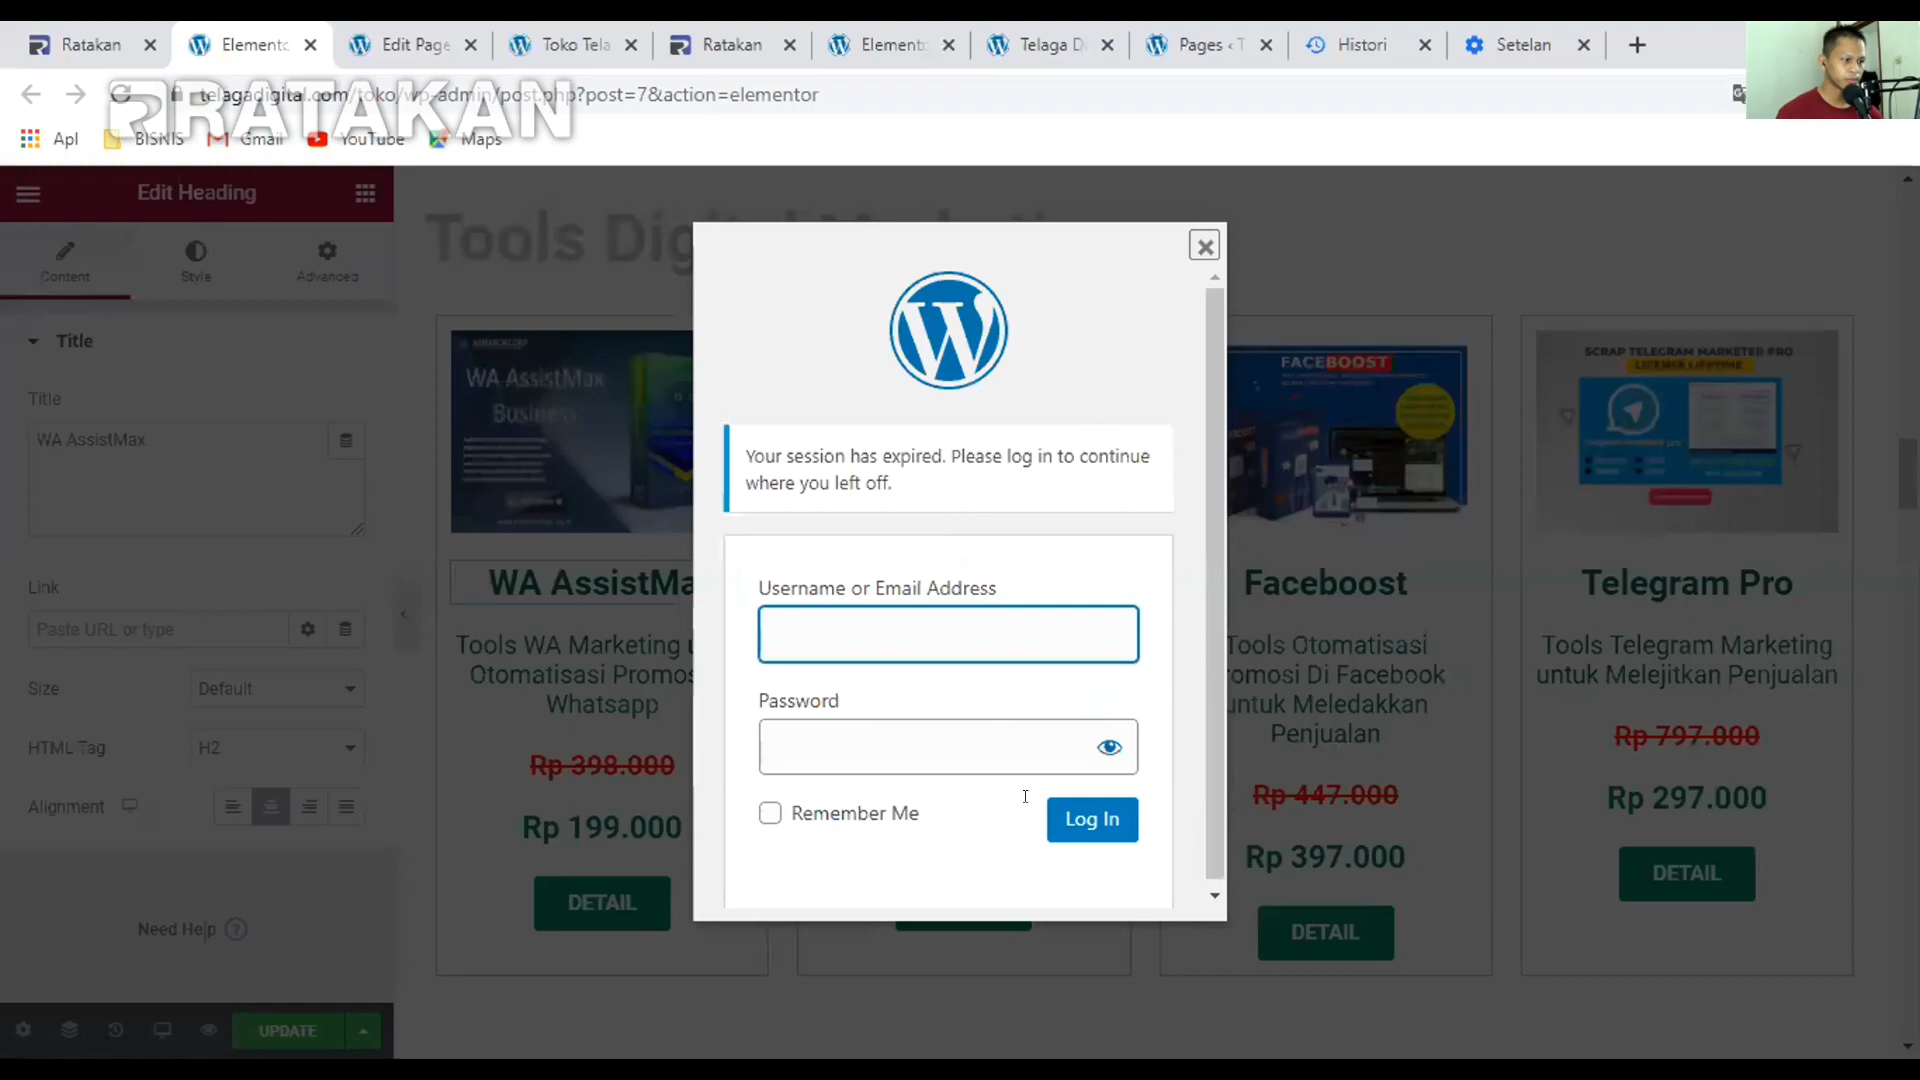 Ratakan
Elemento
Edit Page
Toko Tela
Ratakan
Elemento
Telaga D
Pages ‹ T
Histori
Setelan
telagadigital.com/toko/wp-admin/post.php?post=7&action=elementor
RATAKAN
Apl
BISNIS
Gmail
YouTube
Maps
Edit Heading
Content
Style
Advanced
Title
Title
WA AssistMax
Link
Paste URL or type
Size
Default
HTML Tag
H2
Alignment
Need Help
UPDATE
Tools Dig
WA AssistMax
Business
WA AssistMa
Tools WA Marketing u
Otomatisasi Promos
Whatsapp
Rp 398.000
Rp 199.000
DETAIL
Your session has expired. Please log in to continue
where you left off.
Username or Email Address
Password
Remember Me
Log In
FACEBOOST
Faceboost
Tools Otomatisasi
romosi Di Facebook
untuk Meledakkan
Penjualan
Rp 447.000
Rp 397.000
DETAIL
SCRAP TELEGRAM MARKETER PRO
LICENSE LIFETIME
Telegram Pro
Tools Telegram Marketing
untuk Melejitkan Penjualan
Rp 797.000
Rp 297.000
DETAIL